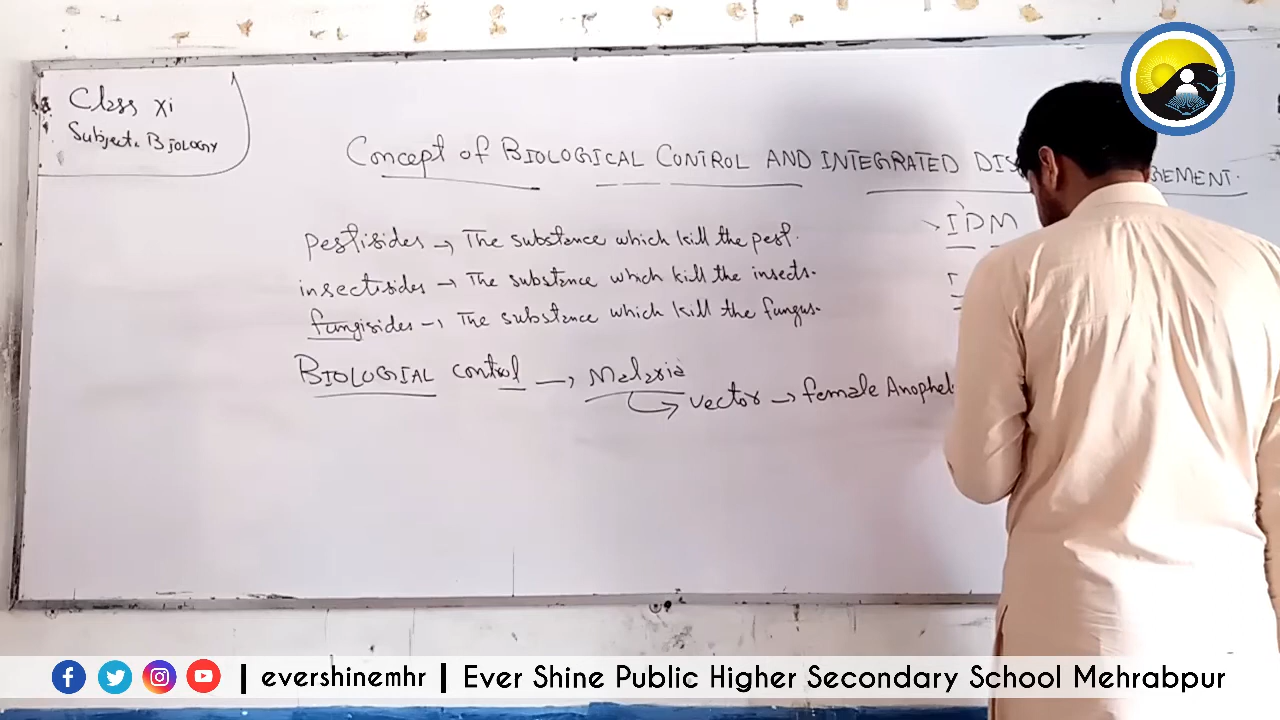 Class xi
Subject: BIOLOGY
Concept of BIOLOGICAL CONTROL AND INTEGRATED DIS EMENT.
IDM
pestisides → The substance which kill the pest.
insectisides → The substance which kill the insects.
fungisides → The substance which kill the fungus.
BIOLOGIAL control → Malaria
vector → female Anophel
| evershinemhr | Ever Shine Public Higher Secondary School Mehrabpur